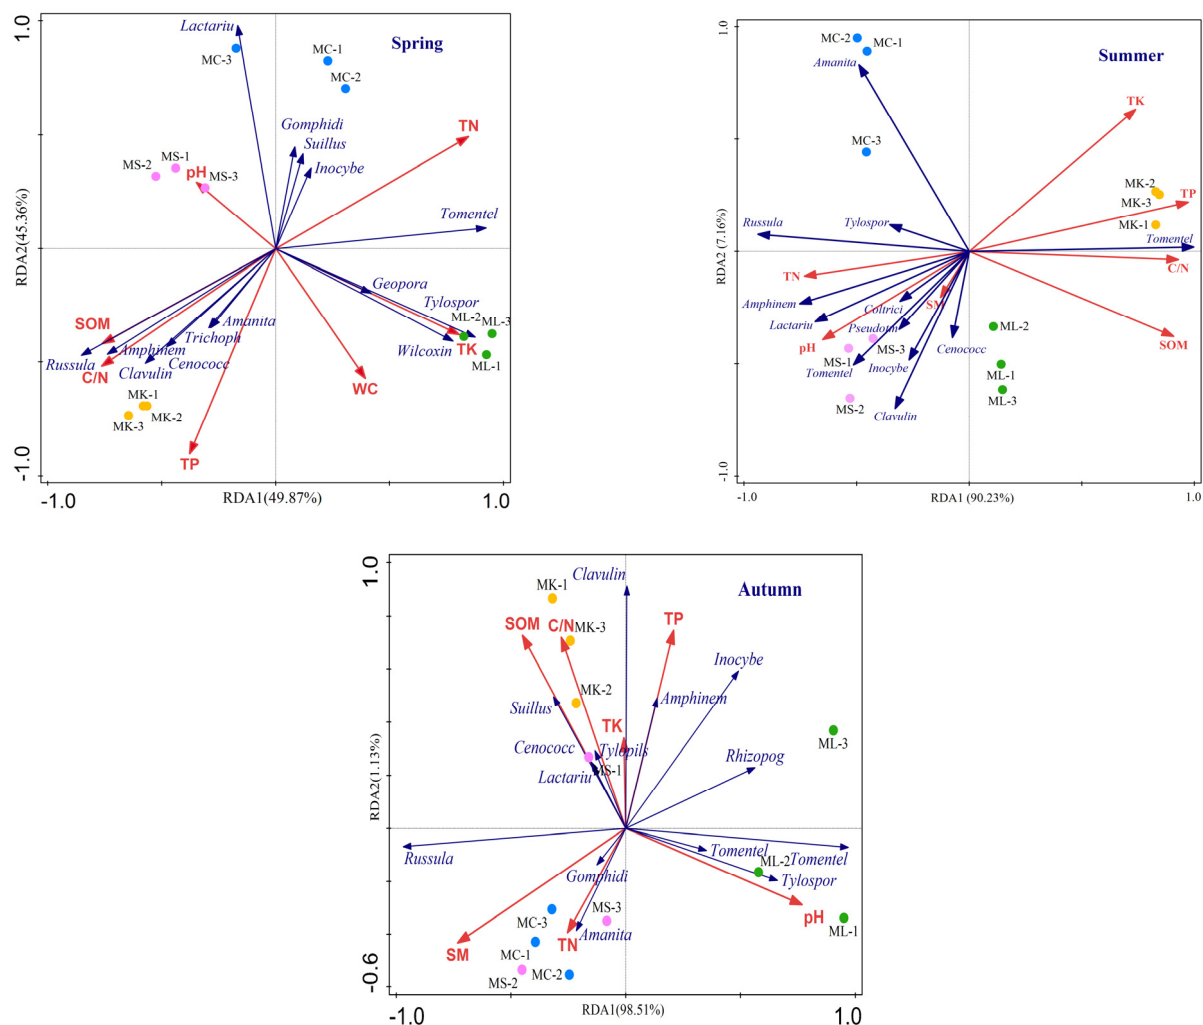 1.0
Lactariu
Spring
MC-3
MC-1
MC-2
Gomphidi
Suillus
Inocybe
TN
MS-2
MS-1
pH
MS-3
Tomentel
RDA2(45.36%)
Geopora
Tylospor
ML-2
ML-3
Wilcoxin
TK
ML-1
SOM
Amanita
Trichoph
Amphinem
Russula
Cenococc
Clavulin
C/N
WC
MK-1
MK-3
MK-2
TP
-1.0
-1.0
RDA1(49.87%)
1.0
1.0
MC-2
MC-1
Amanita
Summer
TK
MC-3
MK-2
TP
MK-3
MK-1
Russula
Tylospor
Tomentel
RDA2 (7.16%)
C/N
TN
SM
Coltrici
Amphinem
Lactariu
Pseudotm
pH
MS-3
MS-1
Tomentel
Inocybe
Cenococc
ML-2
SOM
ML-1
ML-3
MS-2
Clavulin
-1.0
-1.0
RDA1 (90.23%)
1.0
1.0
MK-1
Clavulin
Autumn
SOM
C/N
MK-3
TP
Inocybe
MK-2
Suillus
Amphinem
TK
Cenococc
Tylopils
Rhizopog
ML-3
Lactariu
MS-1
RDA2(1.13%)
Russula
Gomphidi
Tomentel
ML-2
Tomentel
Tylospor
pH
ML-1
MC-3
MS-3
SM
MC-1
TN
Amanita
MS-2
MC-2
-0.6
-1.0
RDA1(98.51%)
1.0